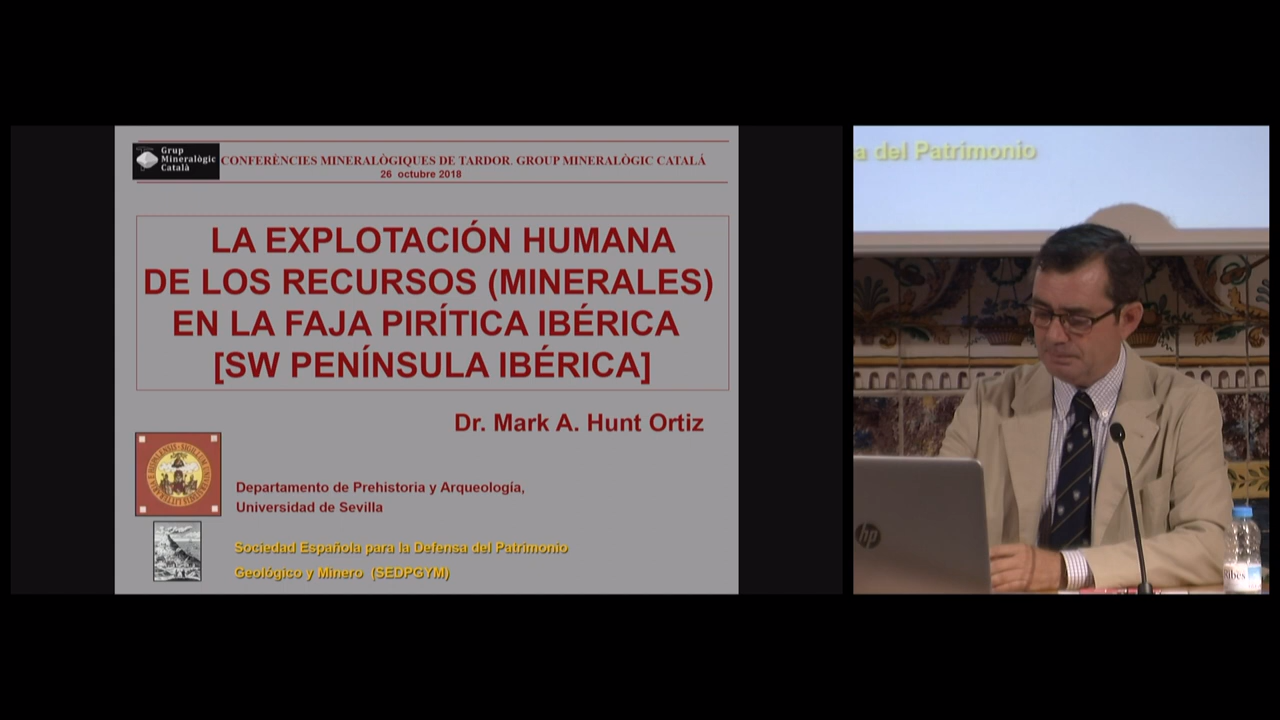 Grup
Mineralògic
Català
CONFERÈNCIES MINERALÒGIQUES DE TARDOR. GROUP MINERALÒGIC CATALÁ
26 octubre 2018
LA EXPLOTACIÓN HUMANA
DE LOS RECURSOS (MINERALES)
EN LA FAJA PIRÍTICA IBÉRICA
[SW PENÍNSULA IBÉRICA]
Dr. Mark A. Hunt Ortiz
Departamento de Prehistoria y Arqueología,
Universidad de Sevilla
Sociedad Española para la Defensa del Patrimonio
Geológico y Minero (SEDPGYM)
a del Patrimonio
hp
Ribes